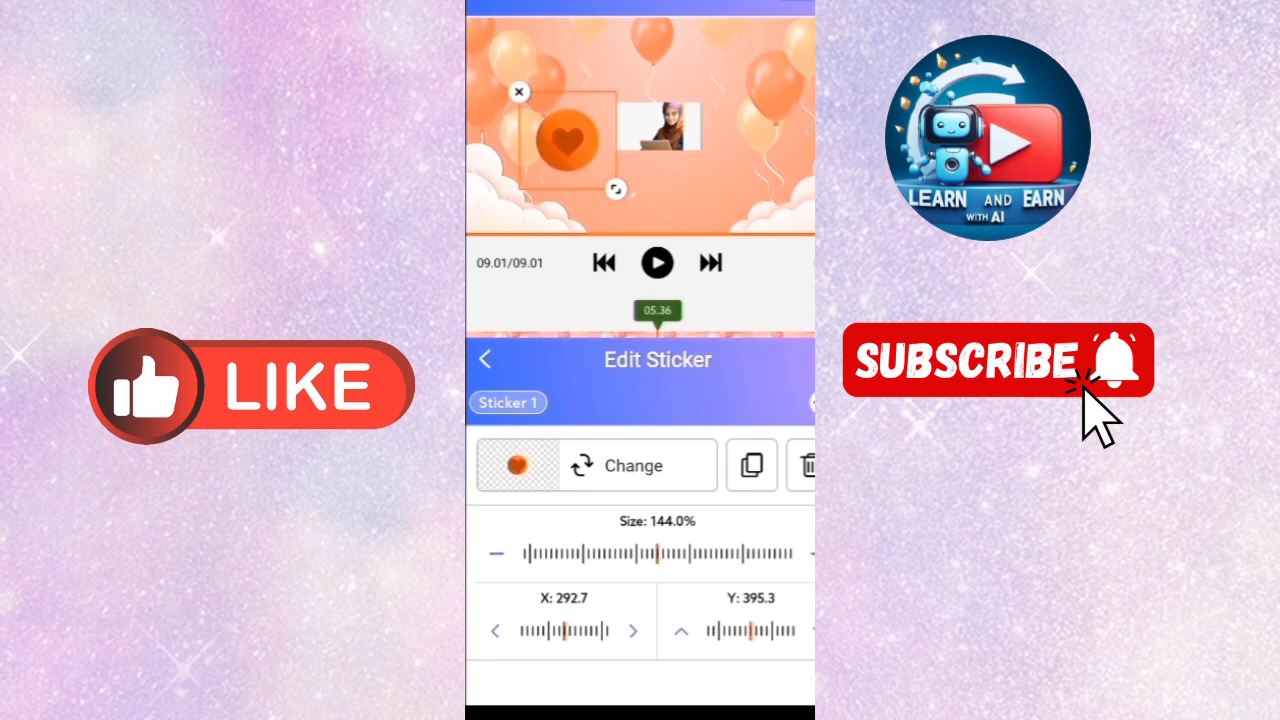 LIKE
09.01/09.01
05.36
Edit Sticker
Sticker 1
Change
Size: 144.0%
X: 292.7
Y: 395.3
LEARN AND EARN
WITH AI
SUBSCRIBE